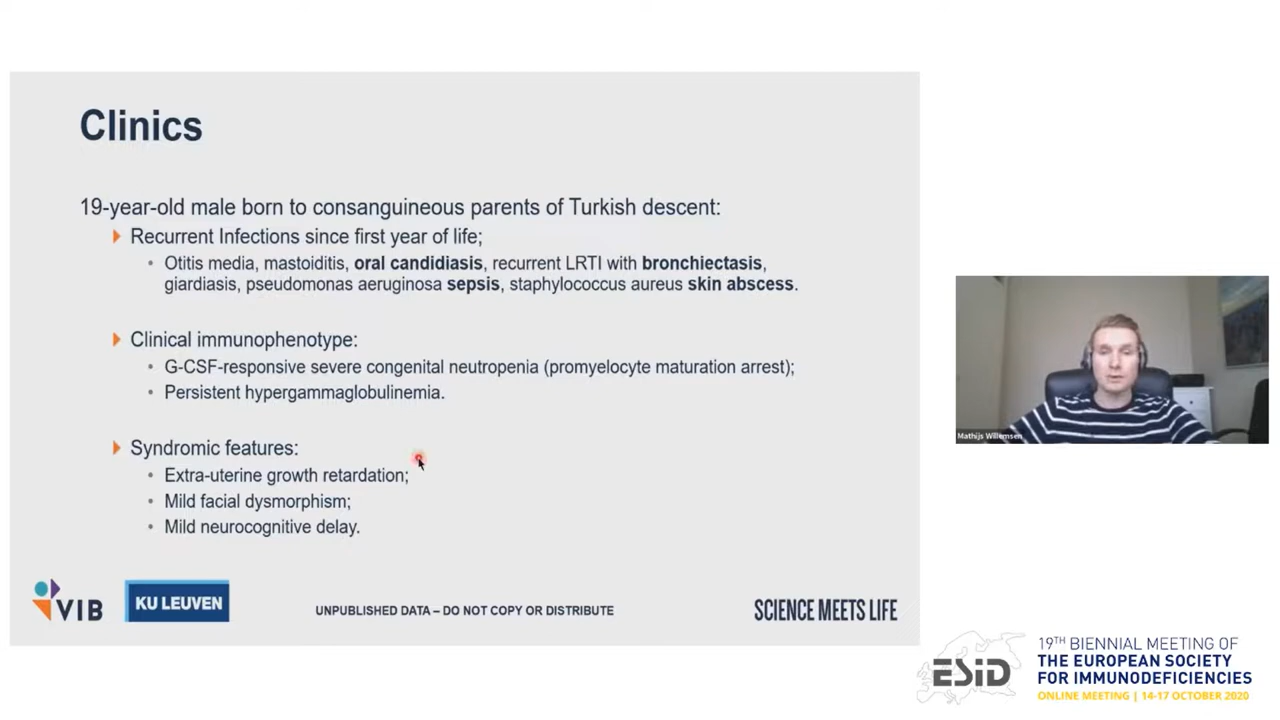 Clinics
19-year-old male born to consanguineous parents of Turkish descent:
Recurrent Infections since first year of life;
Otitis media, mastoiditis, oral candidiasis, recurrent LRTI with bronchiectasis,
giardiasis, pseudomonas aeruginosa sepsis, staphylococcus aureus skin abscess.
Clinical immunophenotype:
G-CSF-responsive severe congenital neutropenia (promyelocyte maturation arrest);
Persistent hypergammaglobulinemia.
Syndromic features:
Extra-uterine growth retardation;
Mild facial dysmorphism;
Mild neurocognitive delay.
VIB
KU LEUVEN
UNPUBLISHED DATA – DO NOT COPY OR DISTRIBUTE
SCIENCE MEETS LIFE
Mathijs Willemsen
ESID
19TH BIENNIAL MEETING OF
THE EUROPEAN SOCIETY
FOR IMMUNODEFICIENCIES
ONLINE MEETING | 14-17 OCTOBER 2020